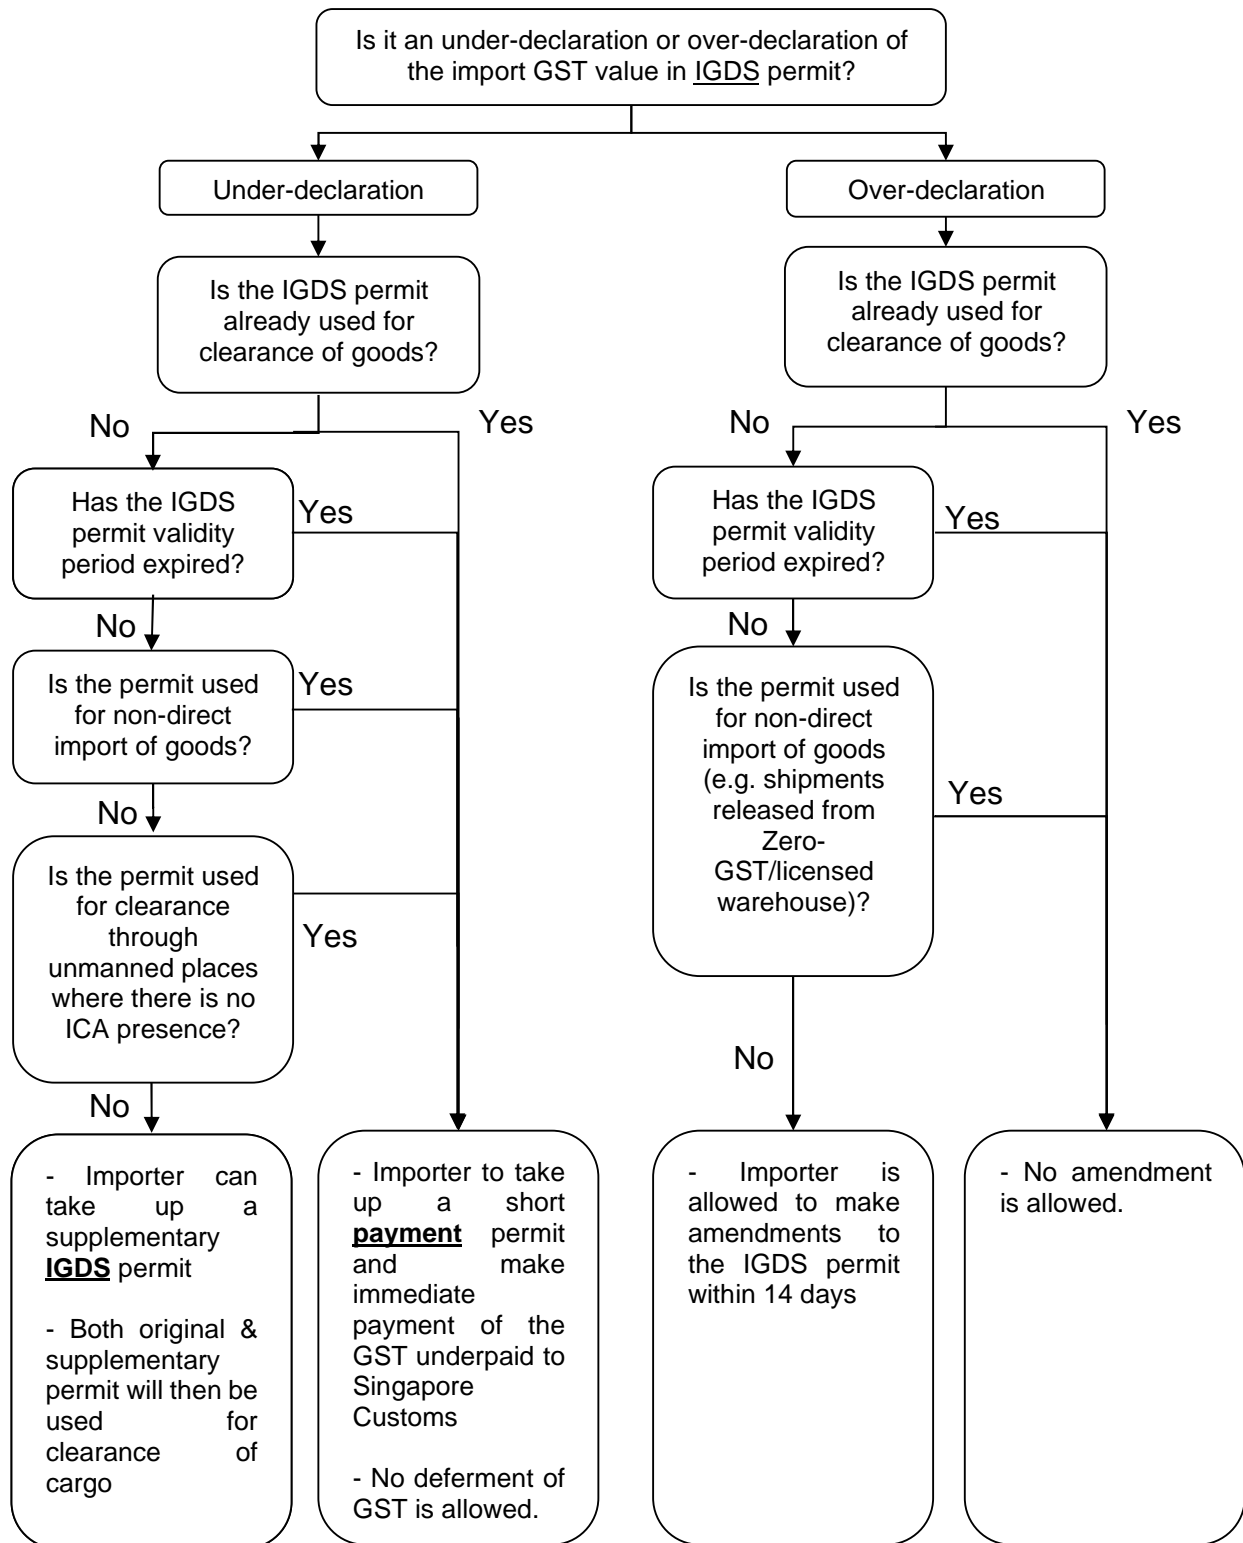 Is it an under-declaration or over-declaration of
the import GST value in IGDS permit?
Under-declaration
Over-declaration
Is the IGDS permit
already used for
clearance of goods?
Is the IGDS permit
already used for
clearance of goods?
No
Yes
No
Yes
Has the IGDS
permit validity
period expired?
Yes
Has the IGDS
permit validity
period expired?
Yes
No
No
Is the permit used
for non-direct
import of goods?
Yes
Is the permit used
for non-direct
import of goods
(e.g. shipments
released from
Zero-
GST/licensed
warehouse)?
Yes
No
Is the permit used
for clearance
through
unmanned places
where there is no
ICA presence?
Yes
No
No
- Importer can
take up a
supplementary
IGDS permit
- Both original &
supplementary
permit will then be
used for
clearance of
cargo
- Importer to take
up a short
payment permit
and make
immediate
payment of the
GST underpaid to
Singapore
Customs
- No deferment of
GST is allowed.
- Importer is
allowed to make
amendments to
the IGDS permit
within 14 days
- No amendment
is allowed.